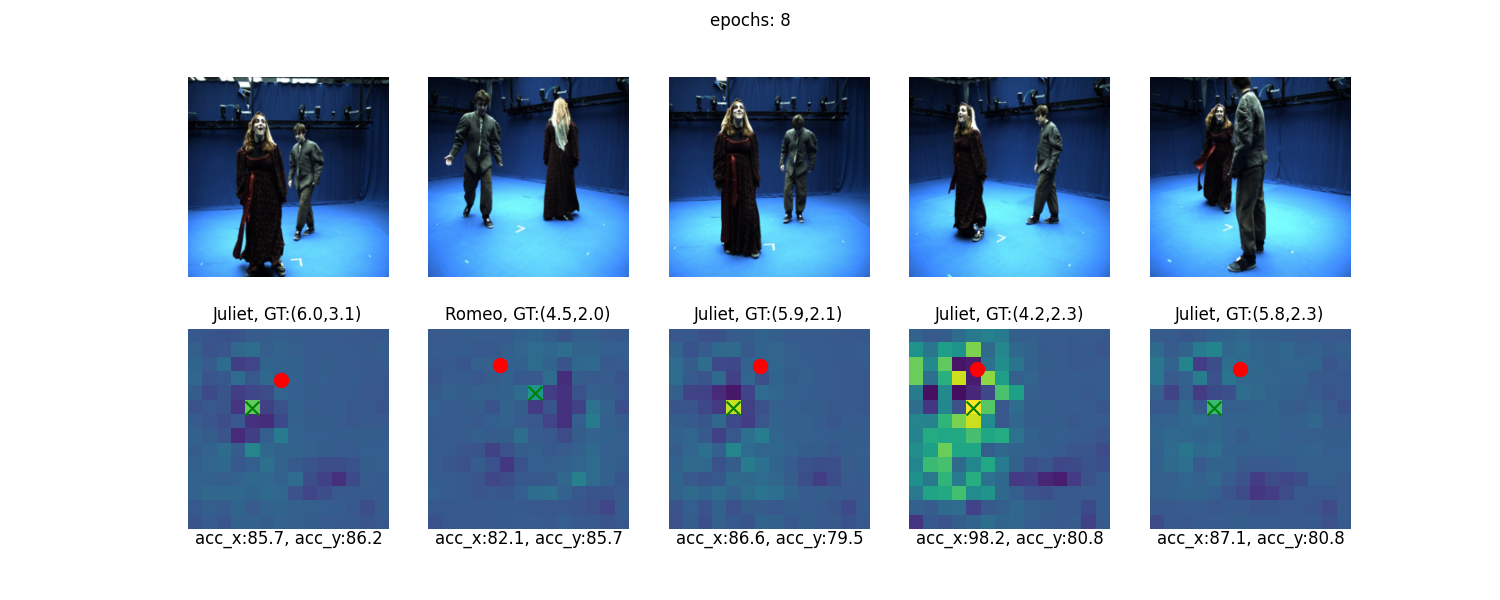 epochs: 8
Juliet, GT:(6.0,3.1)
Romeo, GT:(4.5,2.0)
Juliet, GT:(5.9,2.1)
Juliet, GT:(4.2,2.3)
Juliet, GT:(5.8,2.3)
acc_x:85.7, acc_y:86.2
acc_x:82.1, acc_y:85.7
acc_x:86.6, acc_y:79.5
acc_x:98.2, acc_y:80.8
acc_x:87.1, acc_y:80.8